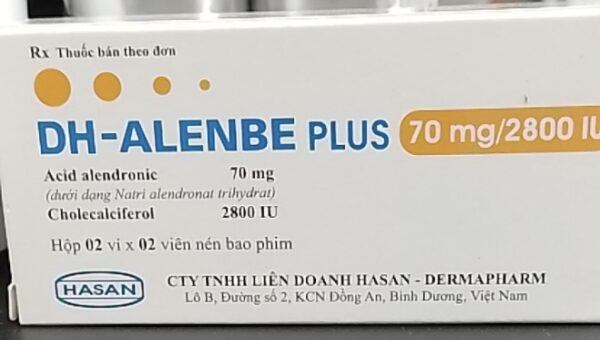 Rx Thuốc bán theo đơn
DH-ALENBE PLUS 70 mg/2800 IU
Acid alendronic 70 mg
(dưới dạng Natri alendronat trihydrat)
Cholecalciferol 2800 IU
Hộp 02 vỉ x 02 viên nén bao phim
HASAN
CTY TNHH LIÊN DOANH HASAN - DERMAPHARM
Lô B, Đường số 2, KCN Đồng An, Bình Dương, Việt Nam